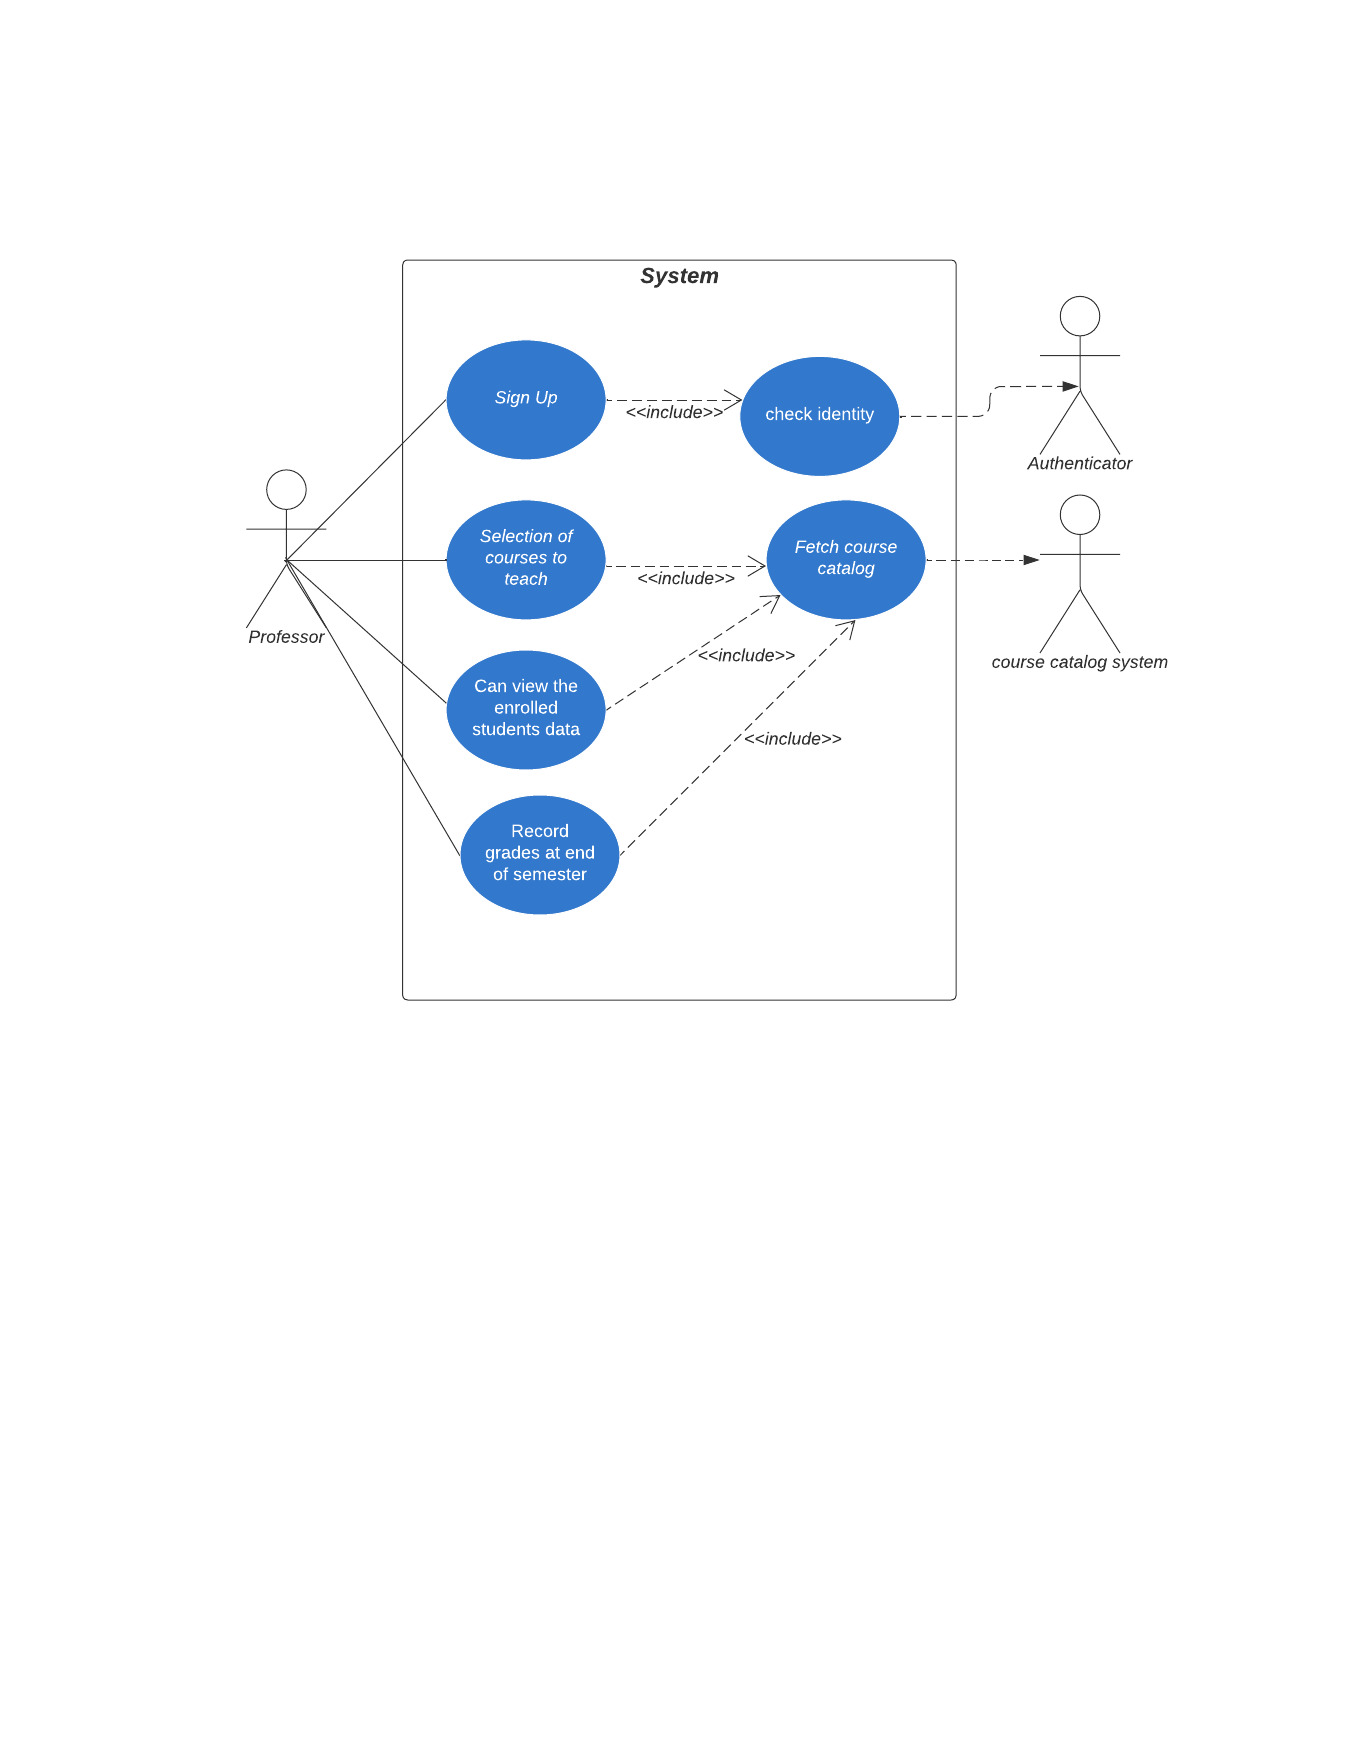 System
Sign Up
<<include>>
check identity
Authenticator
Selection of
courses to
teach
<<include>>
Fetch course
catalog
Professor
course catalog system
Can view the
enrolled
students data
<<include>>
<<include>>
Record
grades at end
of semester